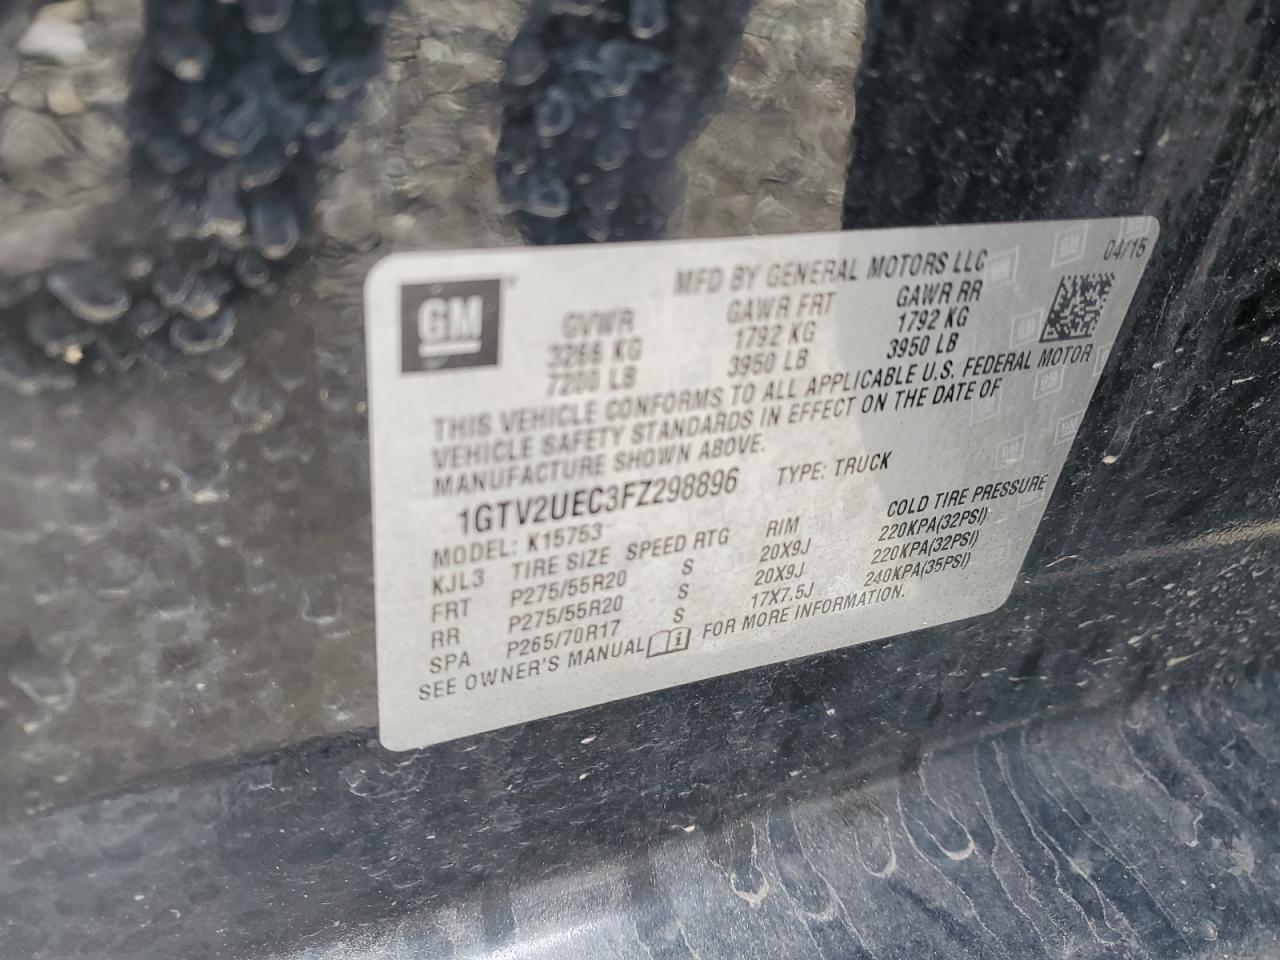 GM
MFD BY GENERAL MOTORS LLC 04/15
GVWR GAWR FRT GAWR RR
3266 KG 1792 KG 1792 KG
7200 LB 3950 LB 3950 LB
THIS VEHICLE CONFORMS TO ALL APPLICABLE U.S. FEDERAL MOTOR
VEHICLE SAFETY STANDARDS IN EFFECT ON THE DATE OF
MANUFACTURE SHOWN ABOVE.
1GTV2UEC3FZ298896 TYPE: TRUCK
MODEL: K15753
KJL3 TIRE SIZE SPEED RTG RIM COLD TIRE PRESSURE
FRT P275/55R20 S 20X9J 220KPA(32PSI)
RR P275/55R20 S 20X9J 220KPA(32PSI)
SPA P265/70R17 S 17X7.5J 240KPA(35PSI)
SEE OWNER'S MANUAL FOR MORE INFORMATION.